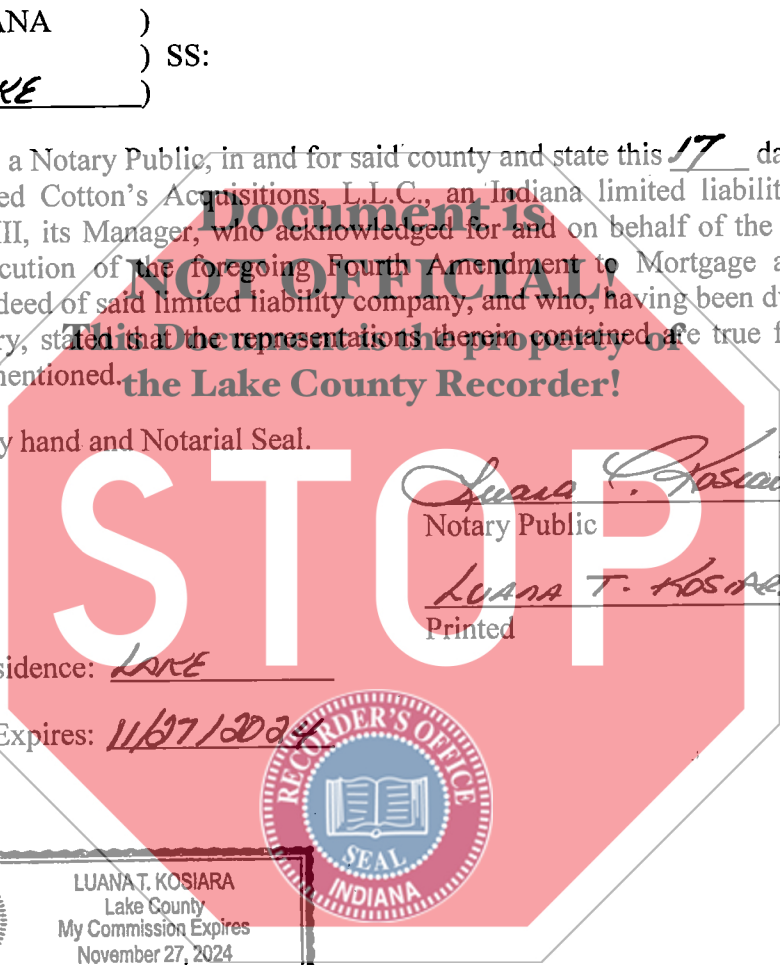 ANA )
) SS:
KE )
a Notary Public, in and for said county and state this 17 da
ed Cotton's Acquisitions, L.L.C., an Indiana limited liabilit
Document is
II, its Manager, who acknowledged for and on behalf of the
cution of the foregoing Fourth Amendment to Mortgage a
NOT OFFICIAL!
deed of said limited liability company, and who, having been d
ry, stated that the representations therein contained are true f
This Document is the property of
mentioned.
the Lake County Recorder!
y hand and Notarial Seal.
STOP
Luana T. Kosia
Notary Public
LUANA T. KOSIAR
Printed
sidence: LAKE
Expires: 11/27/2024
RECORDER'S OFFICE
SEAL
INDIANA
LUANA T. KOSIARA
Lake County
My Commission Expires
November 27, 2024